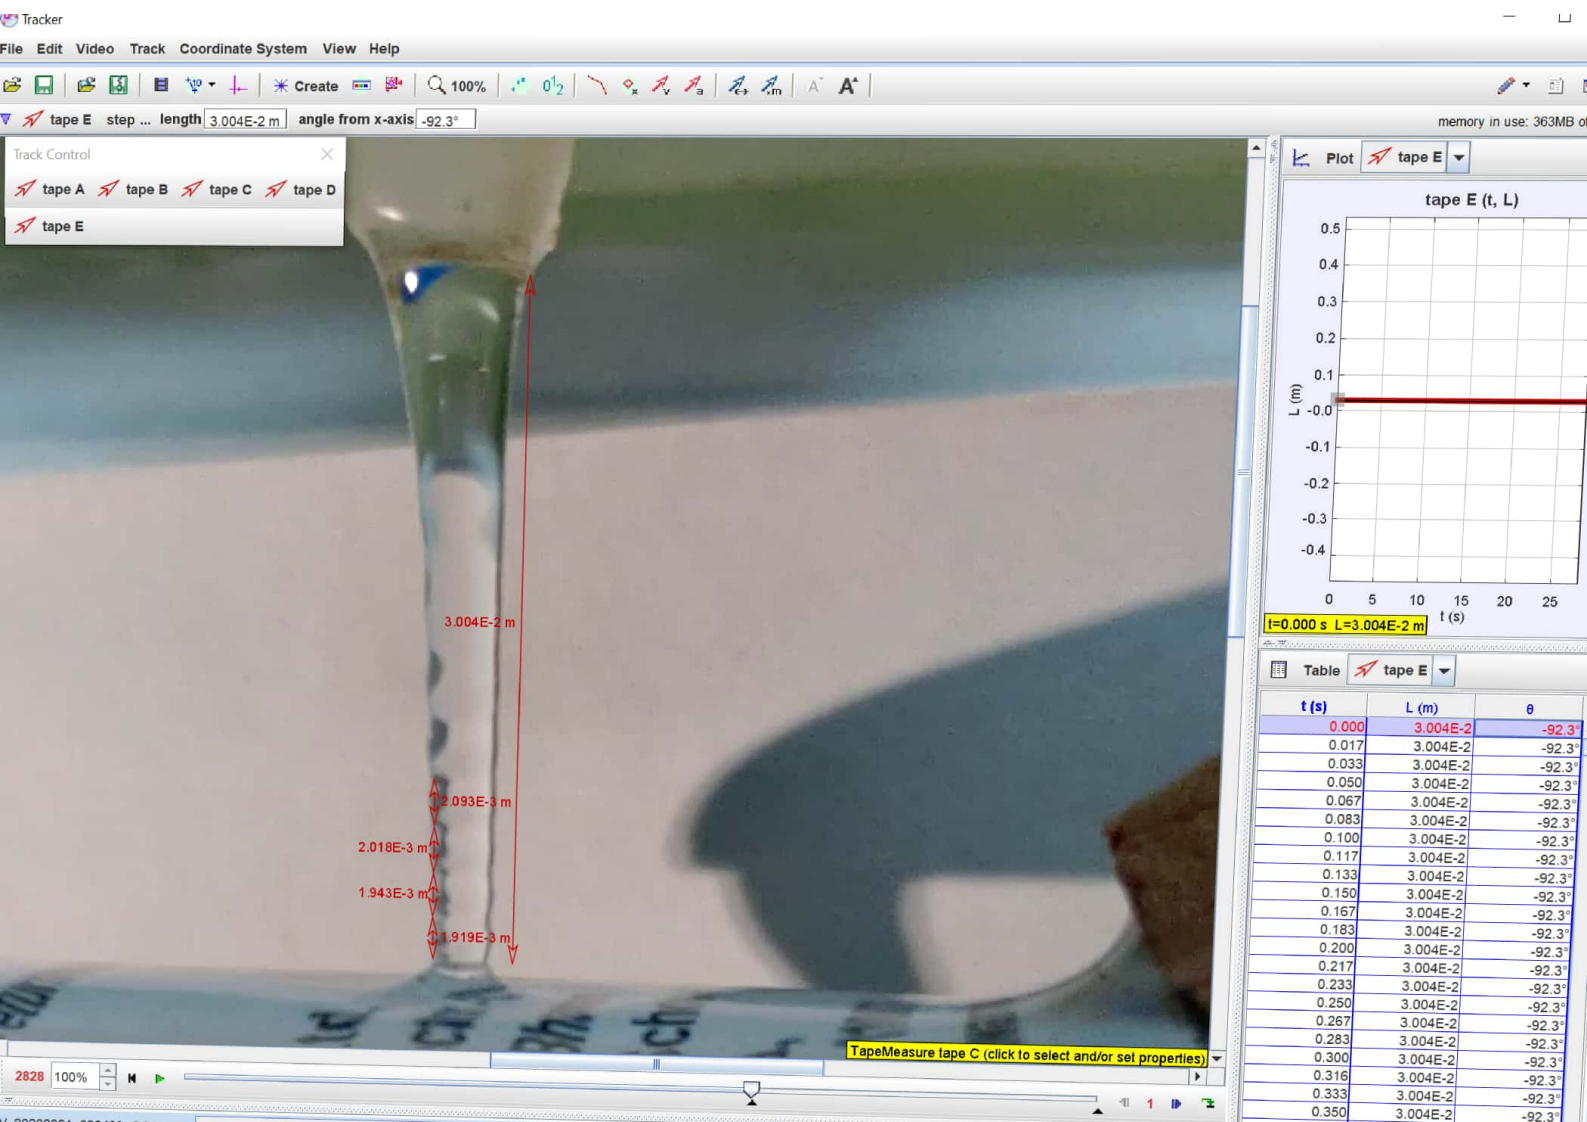 Tracker
File Edit Video Track Coordinate System View Help
Create 100%
tape E step ... length 3.004E-2 m angle from x-axis -92.3°
memory in use: 363MB
Track Control
tape A tape B tape C tape D
tape E
3.004E-2 m
2.093E-3 m
2.018E-3 m
1.943E-3 m
1.919E-3 m
TapeMeasure tape C (click to select and/or set properties)
2828 100%
1
Plot tape E
tape E (t, L)
0.5
0.4
0.3
0.2
0.1
-0.0
-0.1
-0.2
-0.3
-0.4
L (m)
0 5 10 15 20 25
t (s)
t=0.000 s L=3.004E-2 m
Table tape E
t (s) L (m) θ
0.000 3.004E-2 -92.3°
0.017 3.004E-2 -92.3°
0.033 3.004E-2 -92.3°
0.050 3.004E-2 -92.3°
0.067 3.004E-2 -92.3°
0.083 3.004E-2 -92.3°
0.100 3.004E-2 -92.3°
0.117 3.004E-2 -92.3°
0.133 3.004E-2 -92.3°
0.150 3.004E-2 -92.3°
0.167 3.004E-2 -92.3°
0.183 3.004E-2 -92.3°
0.200 3.004E-2 -92.3°
0.217 3.004E-2 -92.3°
0.233 3.004E-2 -92.3°
0.250 3.004E-2 -92.3°
0.267 3.004E-2 -92.3°
0.283 3.004E-2 -92.3°
0.300 3.004E-2 -92.3°
0.316 3.004E-2 -92.3°
0.333 3.004E-2 -92.3°
0.350 3.004E-2 -92.3°